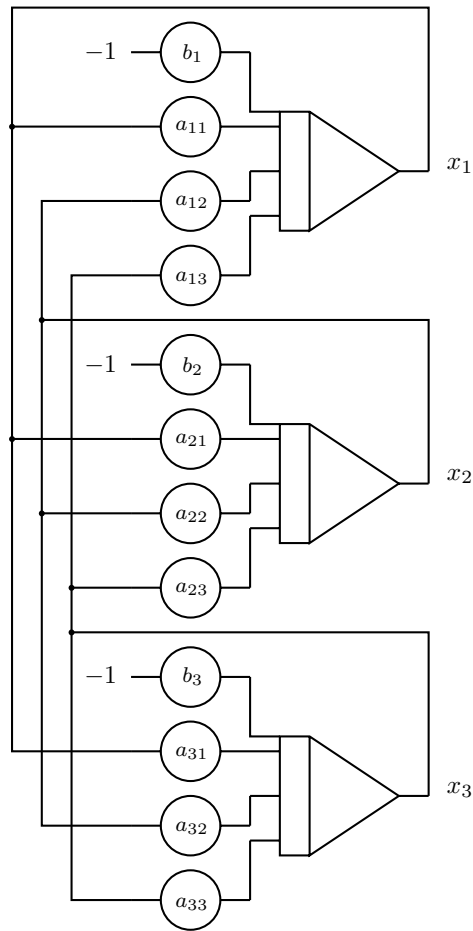 −1 b₁
a₁₁
x₁
a₁₂
a₁₃
−1 b₂
a₂₁
x₂
a₂₂
a₂₃
−1 b₃
a₃₁
x₃
a₃₂
a₃₃